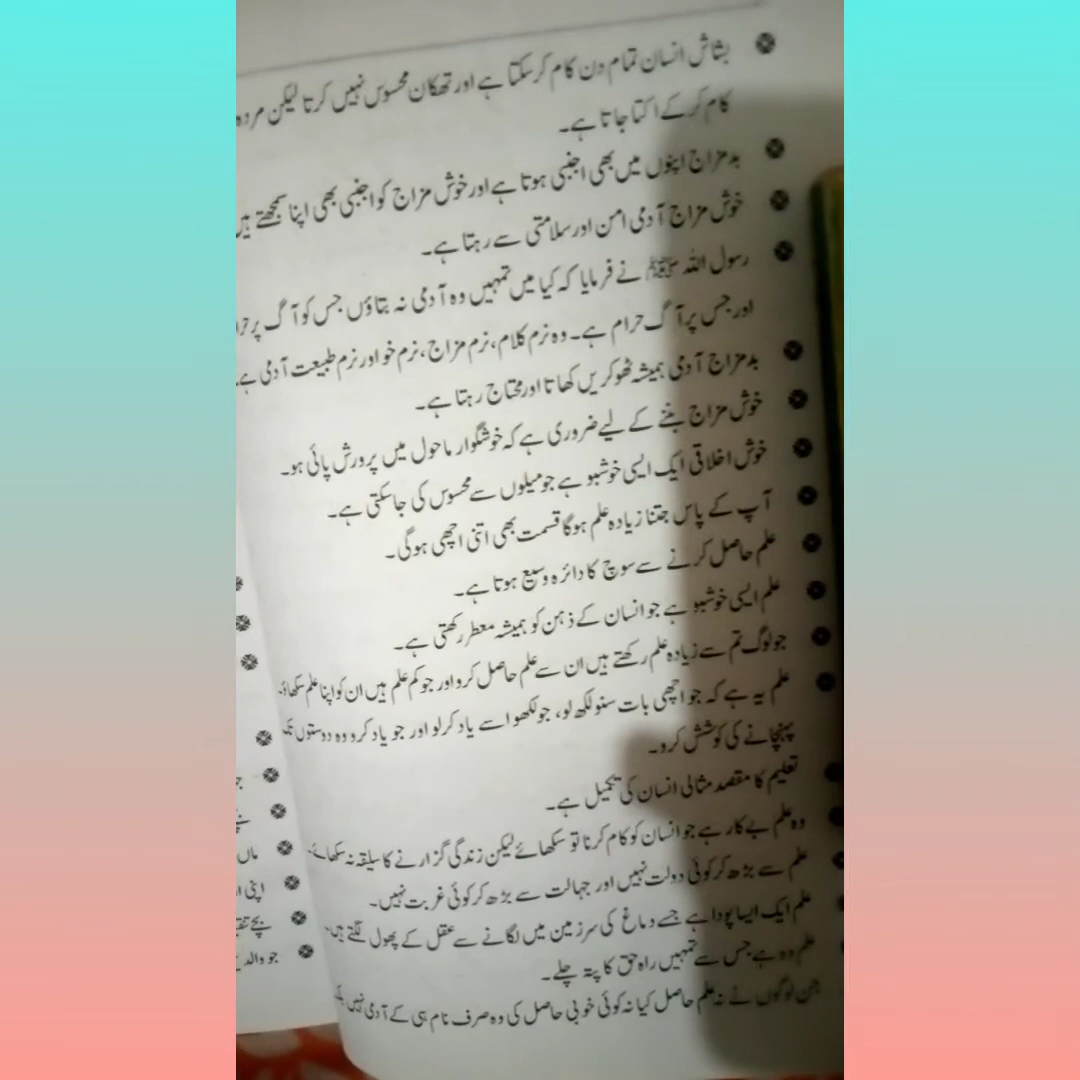 بشاش انسان تمام دن کام کر سکتا ہے اور تھکان محسوس نہیں کرتا لیکن مردہ
کام کر کے اکتا جاتا ہے۔
بدمزاج اپنوں میں بھی اجنبی ہوتا ہے اور خوش مزاج کو اجنبی بھی اپنا سمجھتے ہیں
خوش مزاج آدمی امن اور سلامتی سے رہتا ہے۔
رسول اللہ ﷺ نے فرمایا کہ کیا میں تمہیں وہ آدمی نہ بتاؤں جس کو آگ پر حرا
اور جس پر آگ حرام ہے۔ وہ نرم کلام، نرم مزاج، نرم خو اور نرم طبیعت آدمی ہے۔
بدمزاج آدمی ہمیشہ ٹھوکریں کھاتا اور محتاج رہتا ہے۔
خوش مزاج بننے کے لیے ضروری ہے کہ خوشگوار ماحول میں پرورش پائی ہو۔
خوش اخلاقی ایک ایسی خوشبو ہے جو میلوں سے محسوس کی جاسکتی ہے۔
آپ کے پاس جتنا زیادہ علم ہوگا قسمت بھی اتنی اچھی ہوگی۔
علم حاصل کرنے سے سوچ کا دائرہ وسیع ہوتا ہے۔
علم ایسی خوشبو ہے جو انسان کے ذہن کو ہمیشہ معطر رکھتی ہے۔
جو لوگ تم سے زیادہ علم رکھتے ہیں ان سے علم حاصل کرو اور جو کم علم ہیں ان کو اپنا علم سکھاؤ۔
علم یہ ہے کہ جو اچھی بات سنو لکھ لو، جو لکھو اسے یاد کر لو اور جو یاد کرو وہ دوستوں تک
پہنچانے کی کوشش کرو۔
تعلیم کا مقصد مثالی انسان کی تکمیل ہے۔
وہ علم بے کار ہے جو انسان کو کام کرنا تو سکھائے لیکن زندگی گزارنے کا سلیقہ نہ سکھائے۔
علم سے بڑھ کر کوئی دولت نہیں اور جہالت سے بڑھ کر کوئی غربت نہیں۔
علم ایک ایسا پودا ہے جسے دماغ کی سرزمین میں لگانے سے عقل کے پھول لگتے ہیں۔
علم وہ ہے جس سے تمہیں راہ حق کا پتہ چلے۔
جن لوگوں نے نہ علم حاصل کیا نہ کوئی خوبی حاصل کی وہ صرف نام ہی کے آدمی نہیں
ماں
اپنی
بچے
جو والد